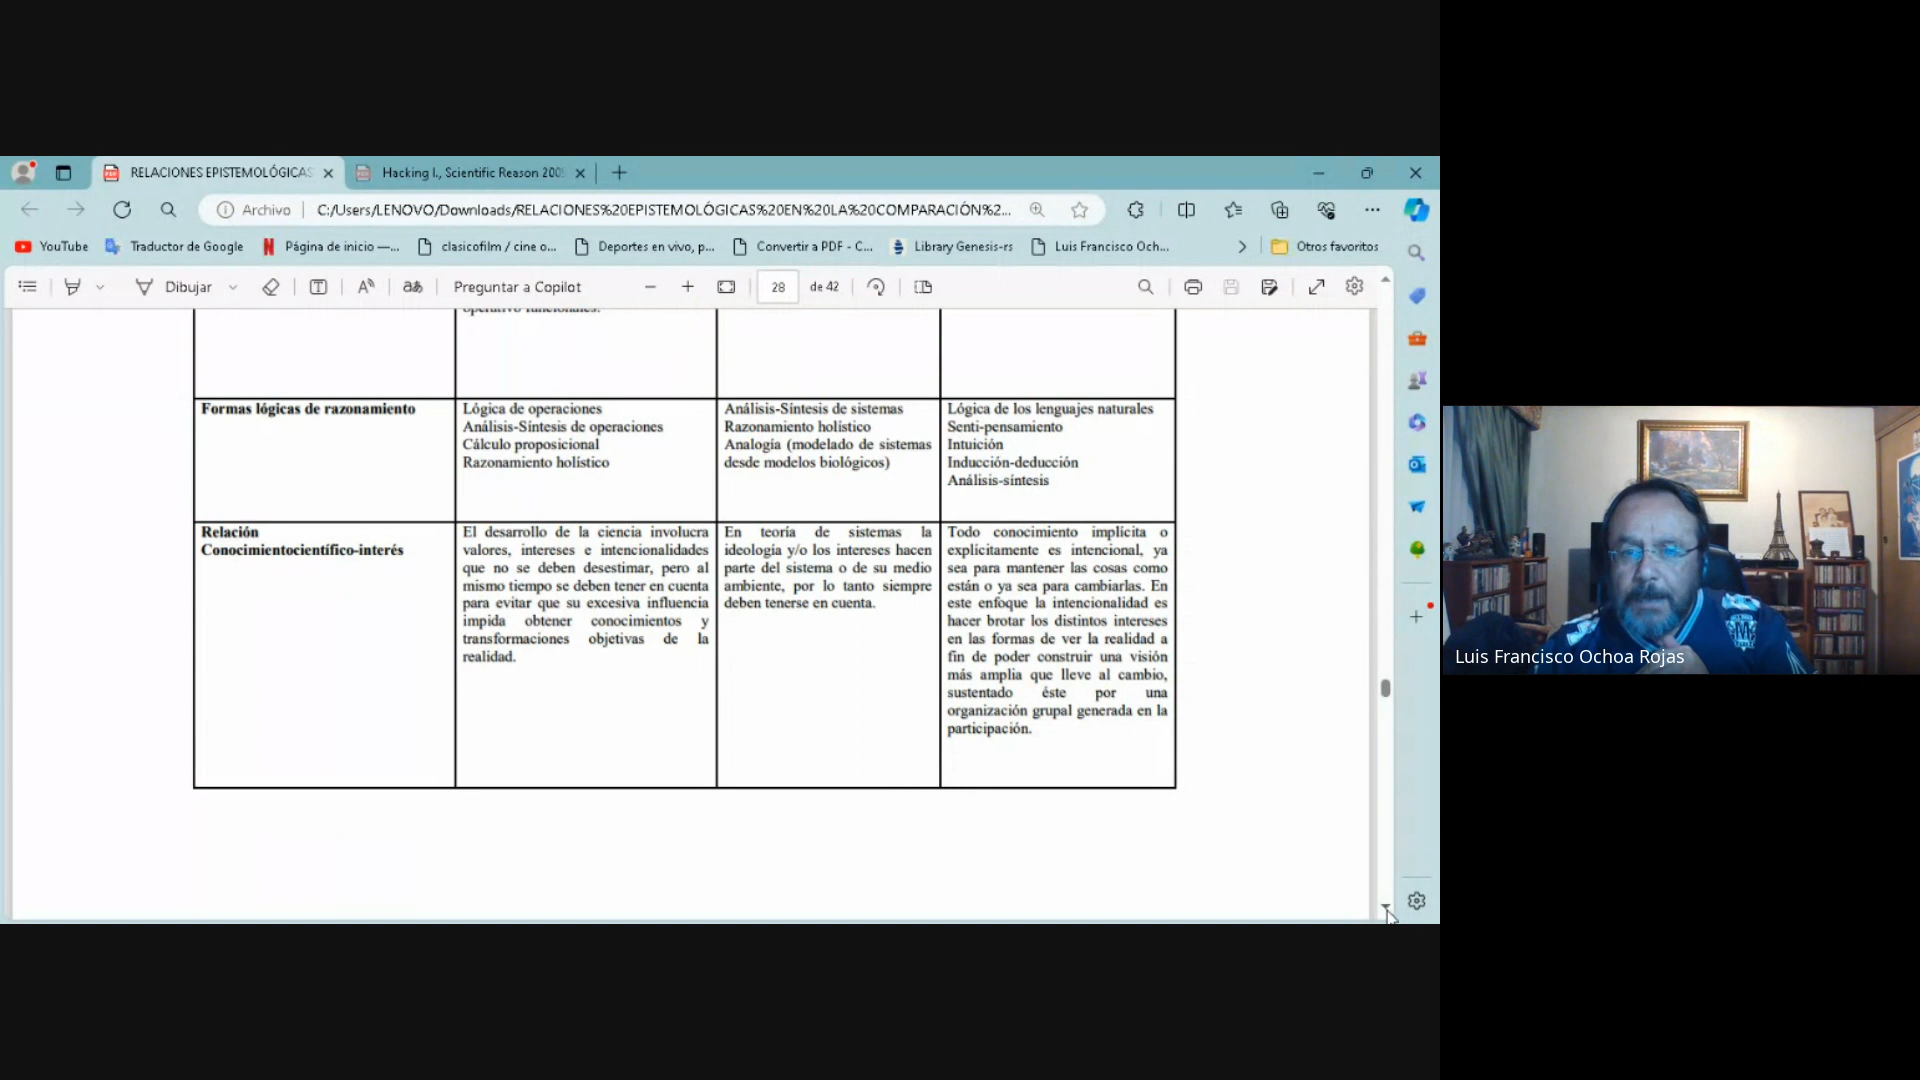 RELACIONES EPISTEMOLÓGICAS
Hacking I., Scientific Reason 200
Archivo
C:/Users/LENOVO/Downloads/RELACIONES%20EPISTEMOLÓGICAS%20EN%20LA%20COMPARACIÓN%2...
YouTube
Traductor de Google
Página de inicio —...
clasicofilm / cine o...
Deportes en vivo, p...
Convertir a PDF - C...
Library Genesis-rs
Luis Francisco Och...
Otros favoritos
Dibujar
Preguntar a Copilot
28
de 42
operativo funcionales.
Formas lógicas de razonamiento
Lógica de operaciones
Análisis-Síntesis de operaciones
Cálculo proposicional
Razonamiento holístico
Análisis-Síntesis de sistemas
Razonamiento holístico
Analogía (modelado de sistemas
desde modelos biológicos)
Lógica de los lenguajes naturales
Senti-pensamiento
Intuición
Inducción-deducción
Análisis-síntesis
Relación
Conocimientocientífico-interés
El desarrollo de la ciencia involucra
valores, intereses e intencionalidades
que no se deben desestimar, pero al
mismo tiempo se deben tener en cuenta
para evitar que su excesiva influencia
impida obtener conocimientos y
transformaciones objetivas de la
realidad.
En teoría de sistemas la
ideología y/o los intereses hacen
parte del sistema o de su medio
ambiente, por lo tanto siempre
deben tenerse en cuenta.
Todo conocimiento implícita o
explícitamente es intencional, ya
sea para mantener las cosas como
están o ya sea para cambiarlas. En
este enfoque la intencionalidad es
hacer brotar los distintos intereses
en las formas de ver la realidad a
fin de poder construir una visión
más amplia que lleve al cambio,
sustentado éste por una
organización grupal generada en la
participación.
Luis Francisco Ochoa Rojas